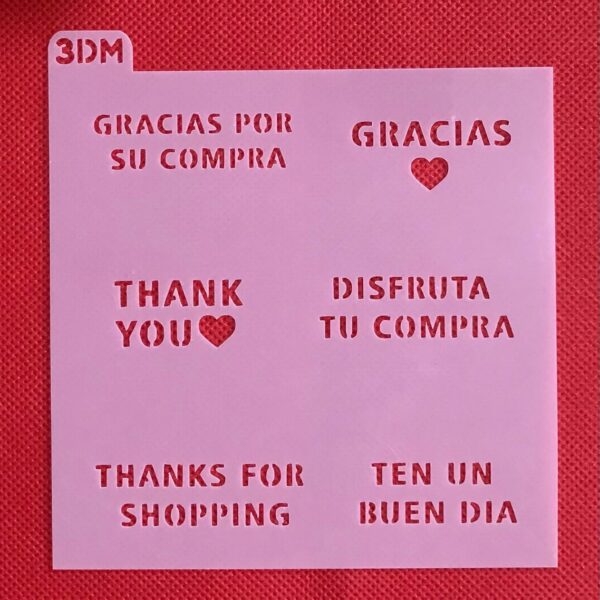 3DM
GRACIAS POR
SU COMPRA
GRACIAS
THANK
YOU
DISFRUTA
TU COMPRA
THANKS FOR
SHOPPING
TEN UN
BUEN DIA